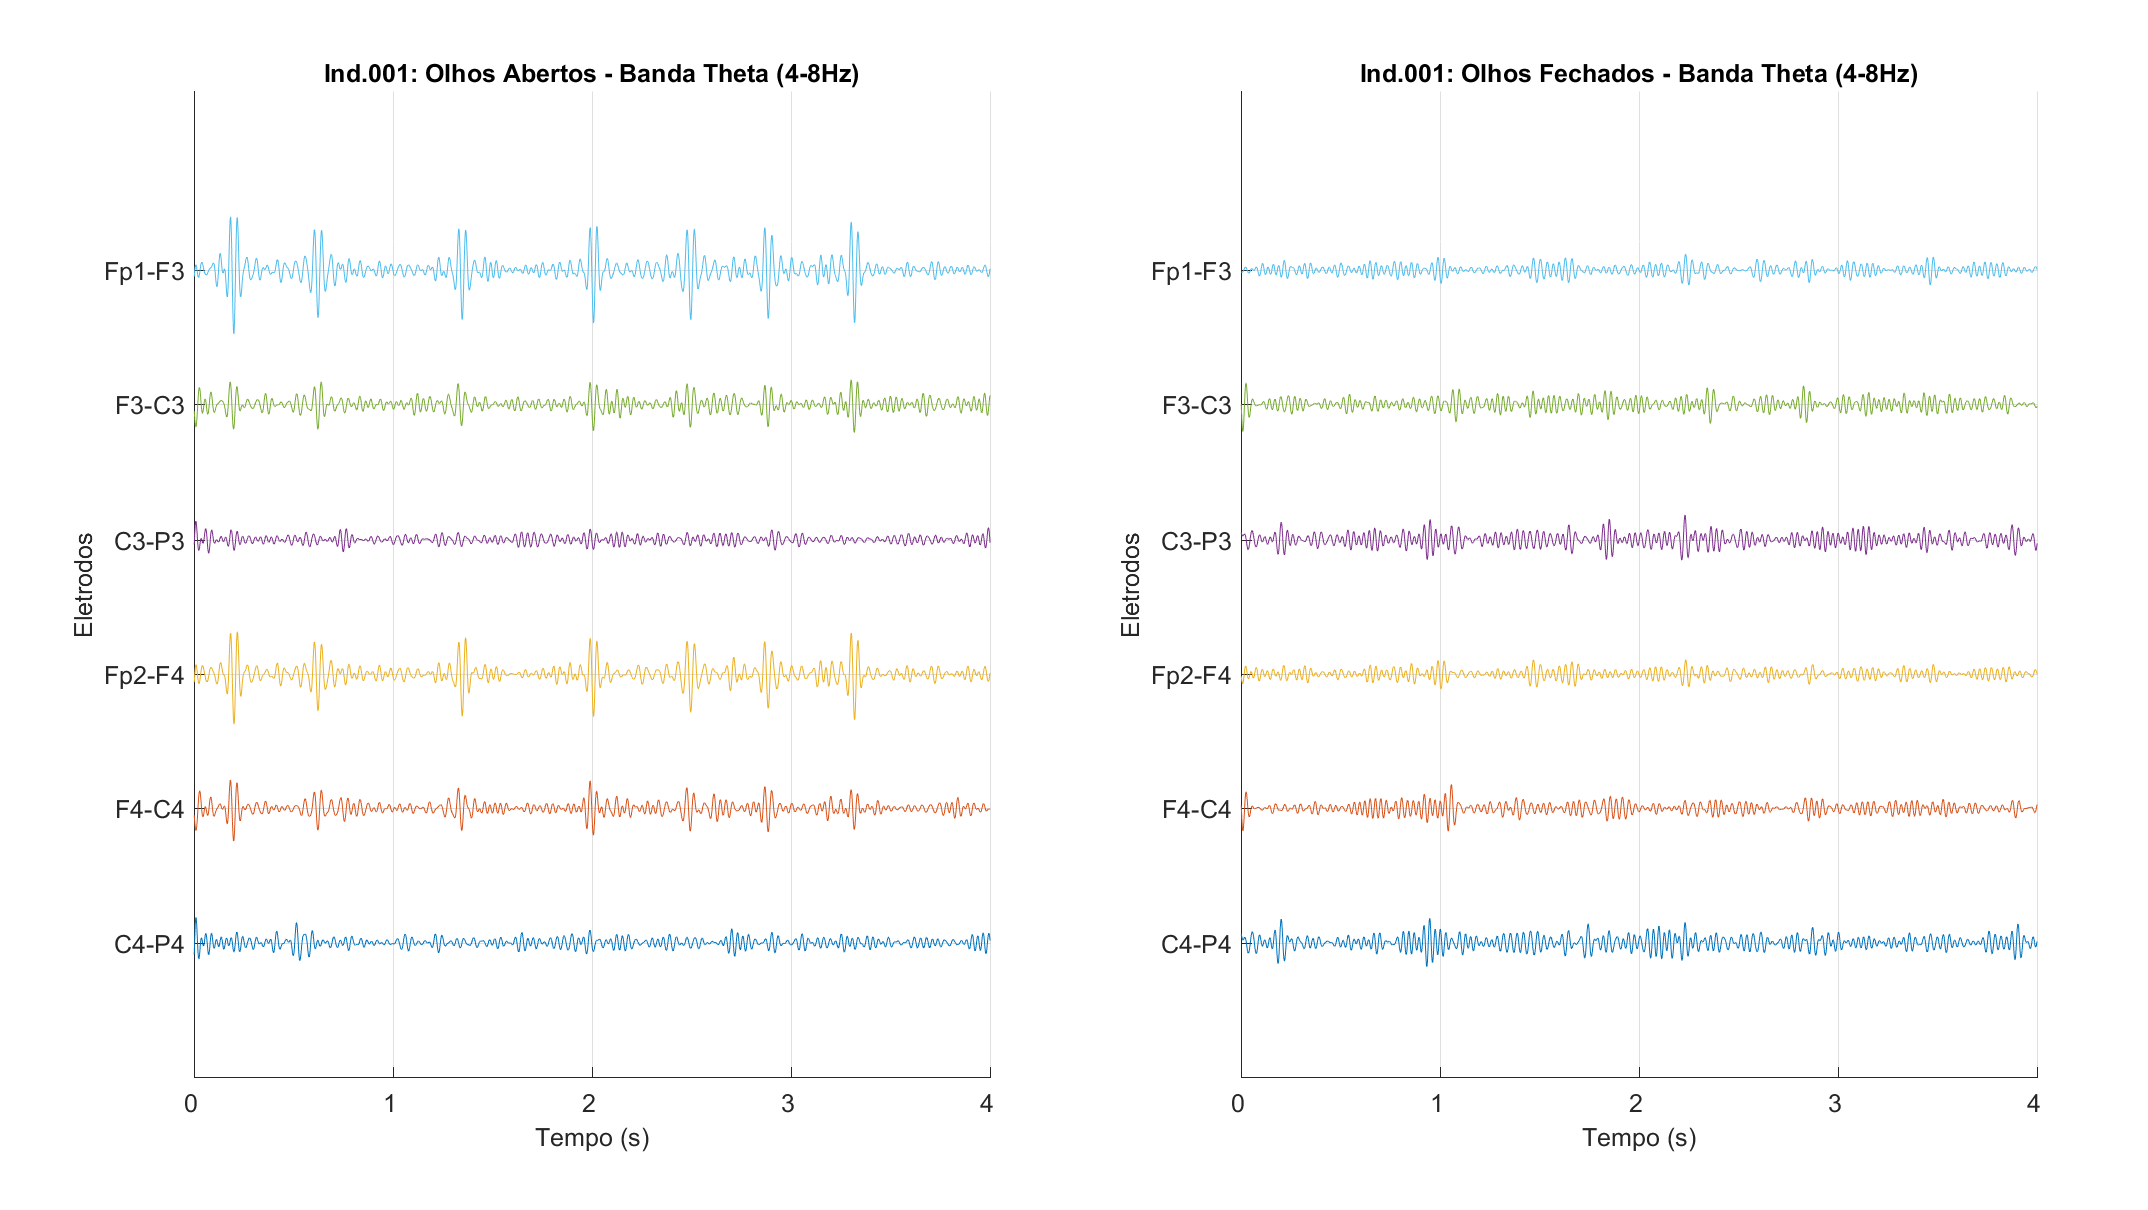 Ind.001: Olhos Abertos - Banda Theta (4-8Hz)
Eletrodos
Fp1-F3
F3-C3
C3-P3
Fp2-F4
F4-C4
C4-P4
0 1 2 3 4
Tempo (s)
Ind.001: Olhos Fechados - Banda Theta (4-8Hz)
Eletrodos
Fp1-F3
F3-C3
C3-P3
Fp2-F4
F4-C4
C4-P4
0 1 2 3 4
Tempo (s)